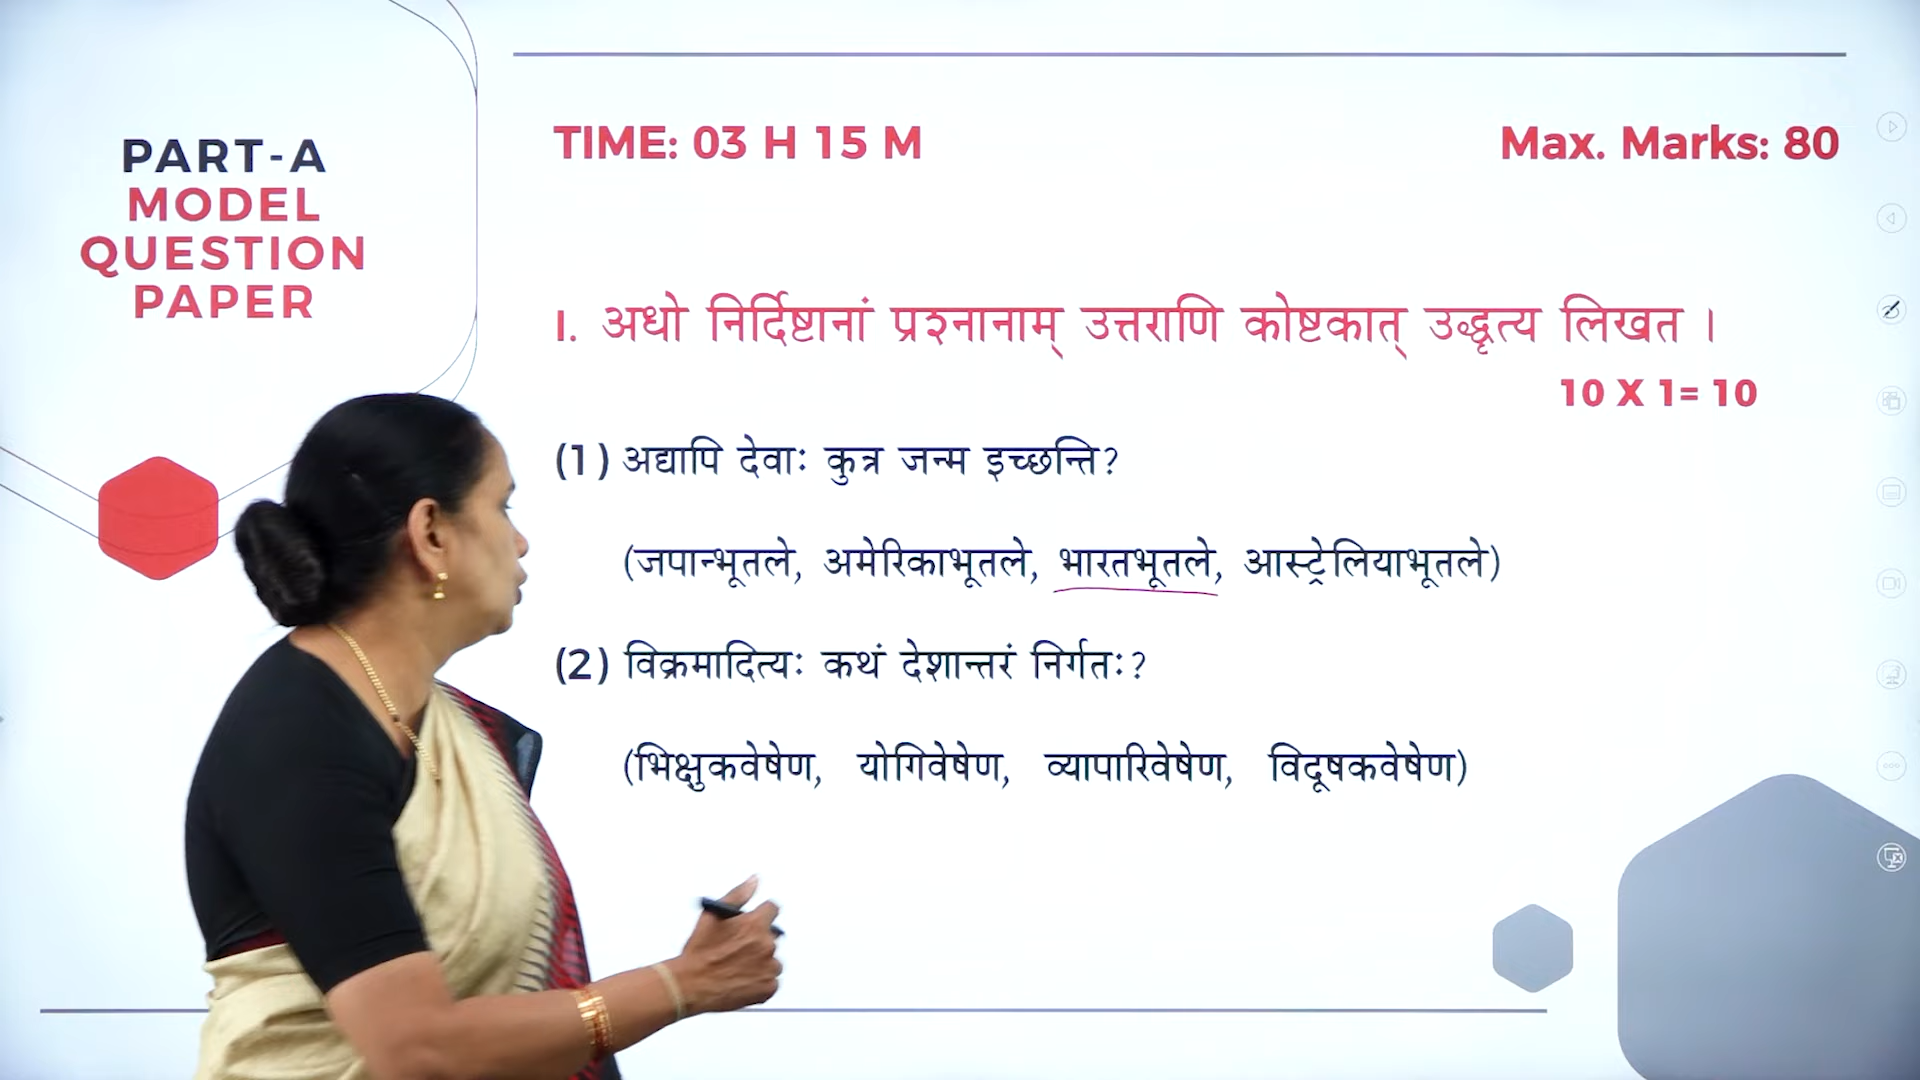 PART-A
MODEL
QUESTION
PAPER
TIME: 03 H 15 M
Max. Marks: 80
I. अधो निर्दिष्टानां प्रश्नानाम् उत्तराणि कोष्टकात् उद्धृत्य लिखत ।
10 X 1= 10
(1) अद्यापि देवाः कुत्र जन्म इच्छन्ति?
(जपान्भूतले, अमेरिकाभूतले, भारतभूतले, आस्ट्रेलियाभूतले)
(2) विक्रमादित्यः कथं देशान्तरं निर्गतः?
(भिक्षुकवेषेण, योगिवेषेण, व्यापारिवेषेण, विदूषकवेषेण)